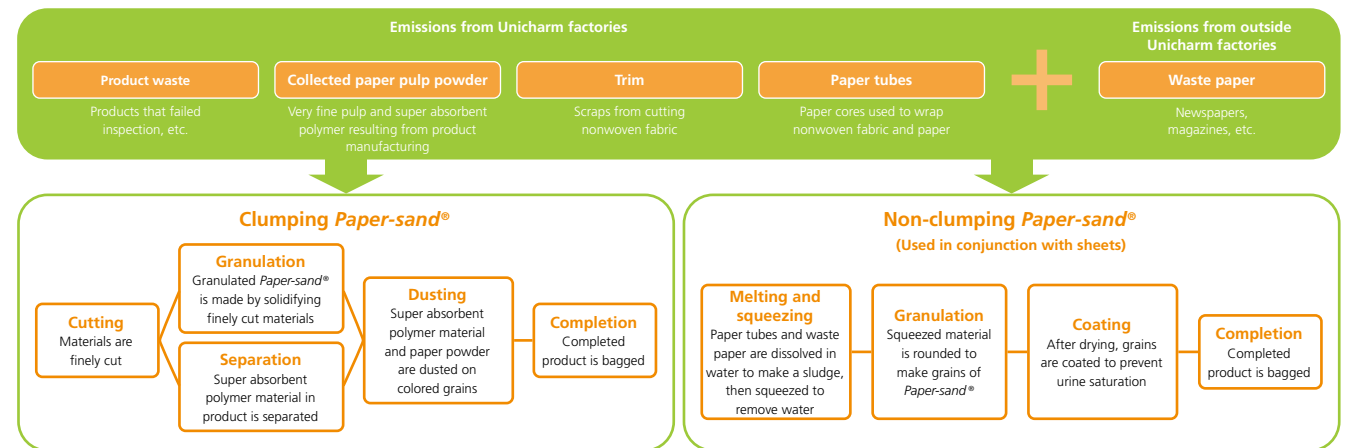 Emissions from Unicharm factories
Emissions from outside
Unicharm factories
Product waste
Products that failed
inspection, etc.
Collected paper pulp powder
Very fine pulp and super absorbent
polymer resulting from product
manufacturing
Trim
Scraps from cutting
nonwoven fabric
Paper tubes
Paper cores used to wrap
nonwoven fabric and paper
+
Waste paper
Newspapers,
magazines, etc.
Clumping Paper-sand®
Cutting
Materials are
finely cut
Granulation
Granulated Paper-sand®
is made by solidifying
finely cut materials
Separation
Super absorbent
polymer material in
product is separated
Dusting
Super absorbent
polymer material
and paper powder
are dusted on
colored grains
Completion
Completed
product is bagged
Non-clumping Paper-sand®
(Used in conjunction with sheets)
Melting and
squeezing
Paper tubes and waste
paper are dissolved in
water to make a sludge,
then squeezed to
remove water
Granulation
Squeezed material
is rounded to
make grains of
Paper-sand®
Coating
After drying, grains
are coated to prevent
urine saturation
Completion
Completed
product is bagged